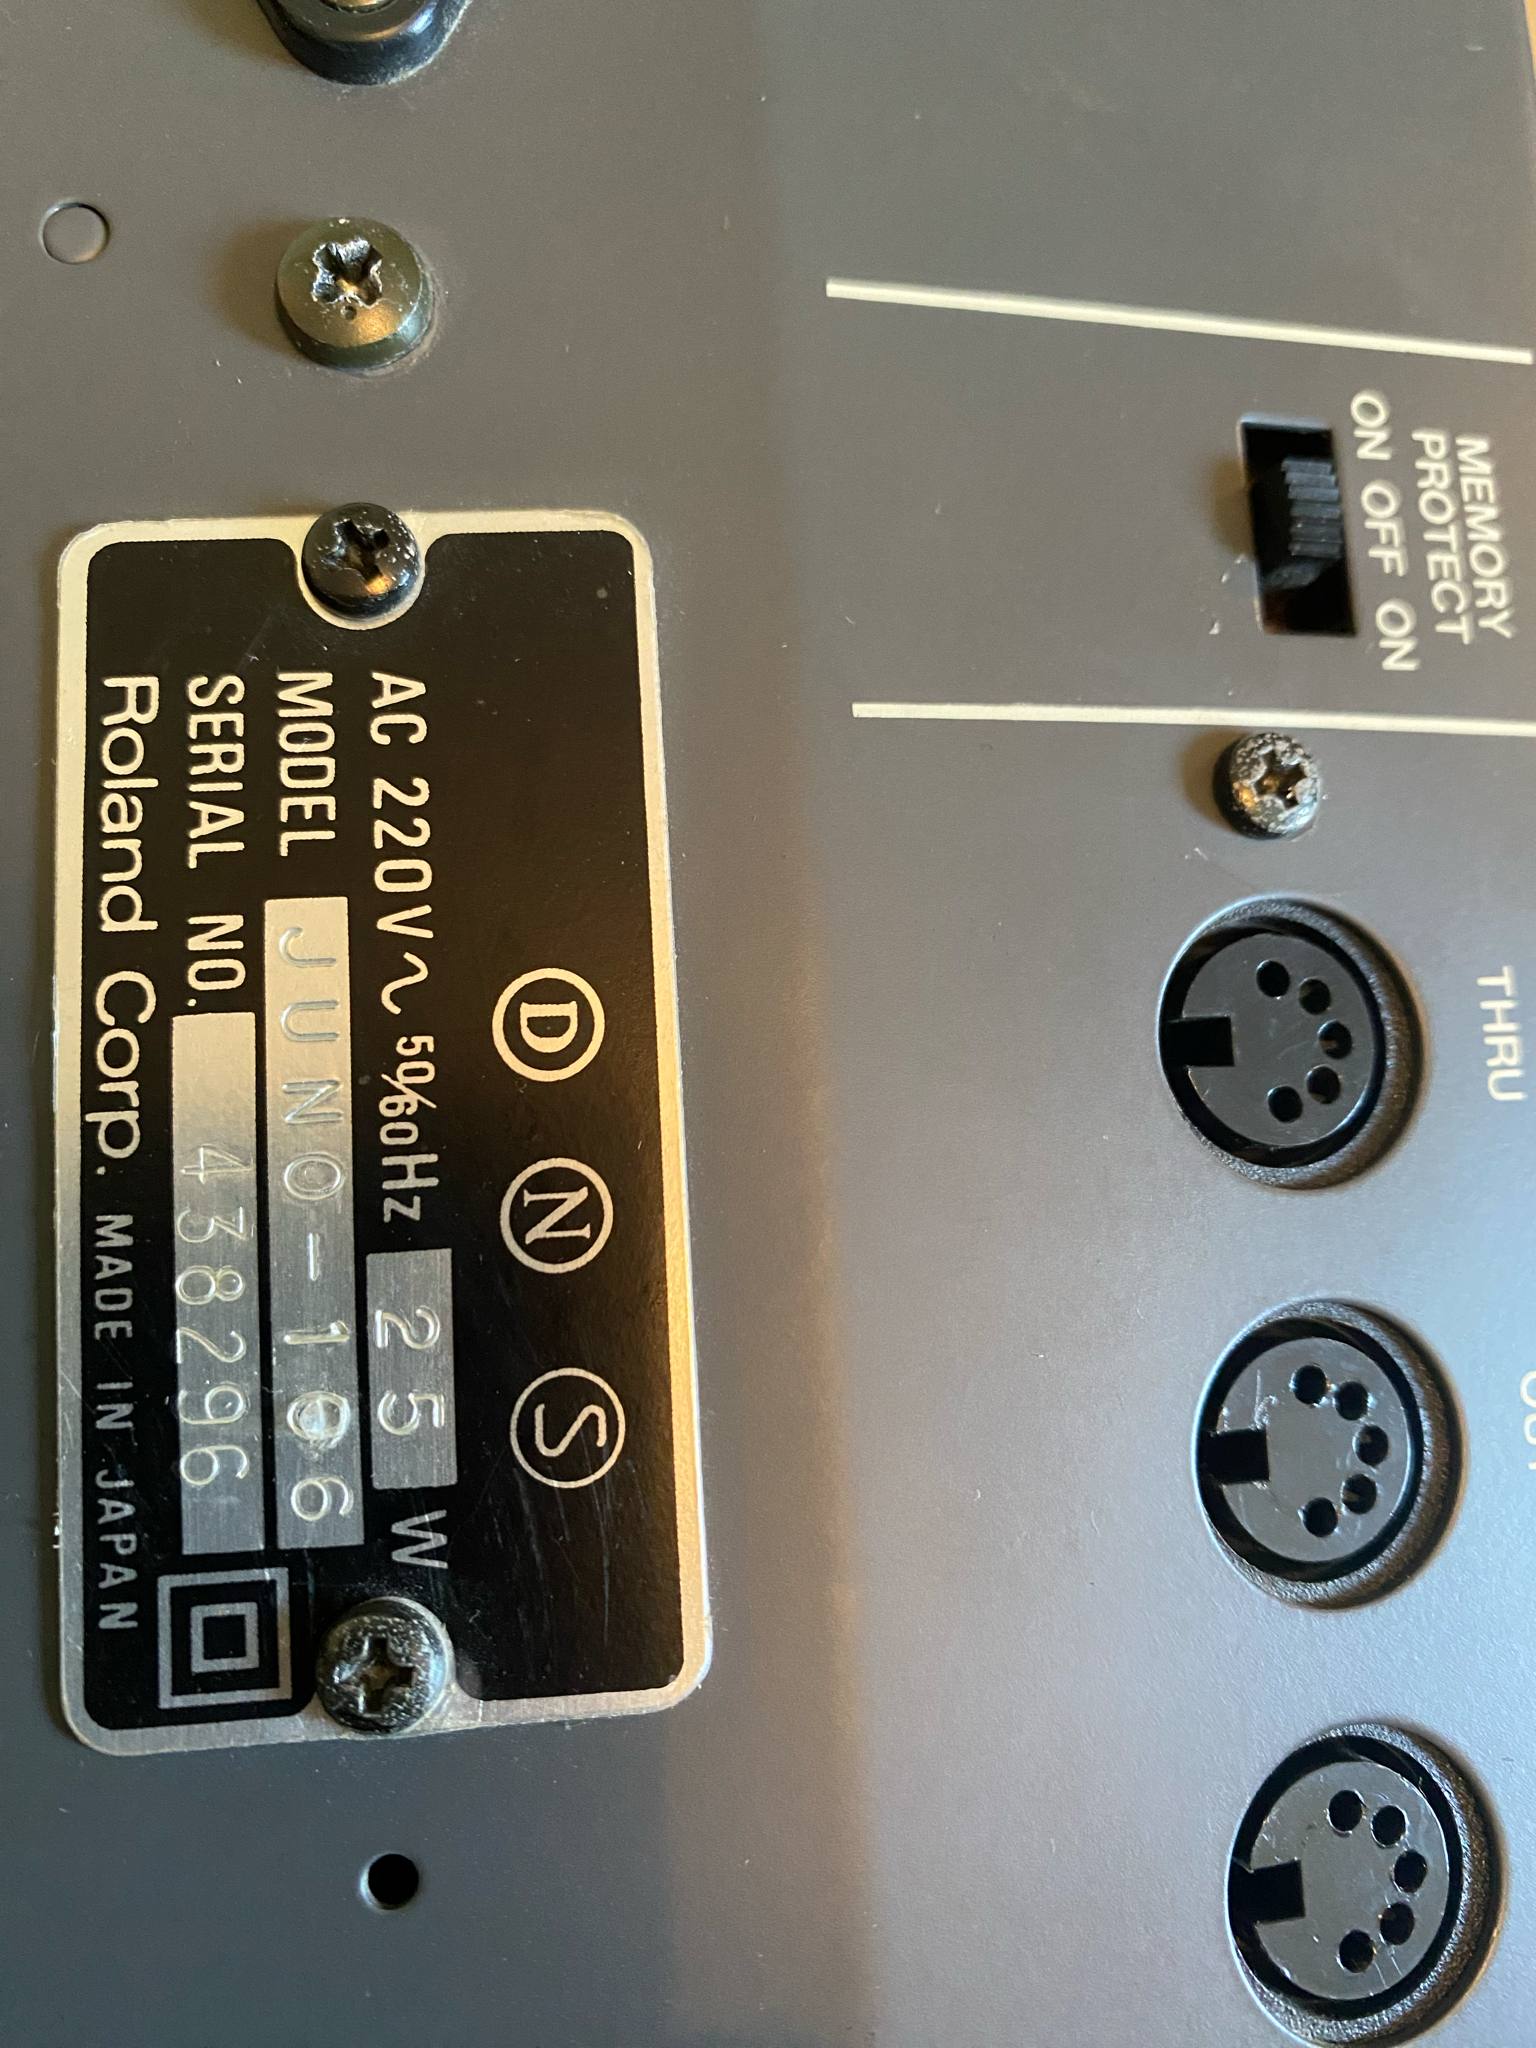 MEMORY
PROTECT
ON OFF ON
THRU
D N S
AC 220V ~ 50/60Hz 25 W
MODEL JUNO-106
SERIAL NO. 438296
Roland Corp. MADE IN JAPAN